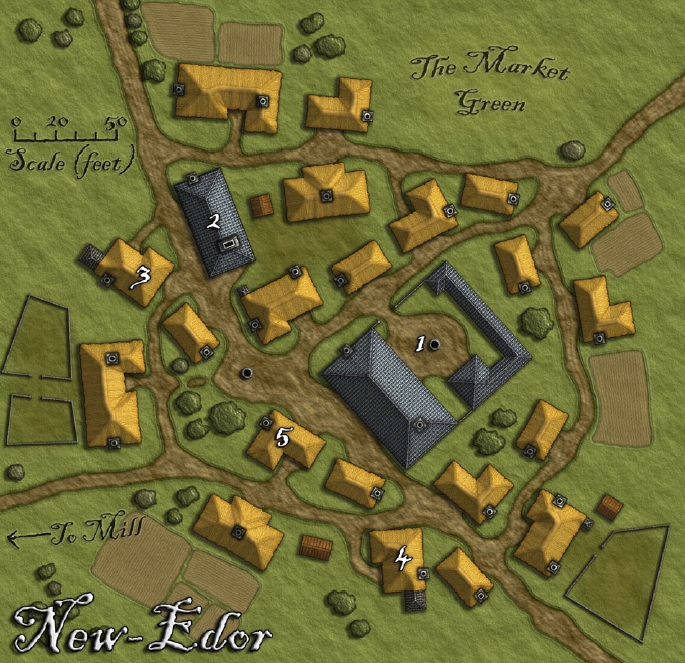 The Market
Green
0 20 50
Scale (feet)
2
3
1
5
To Mill
4
New-Edor